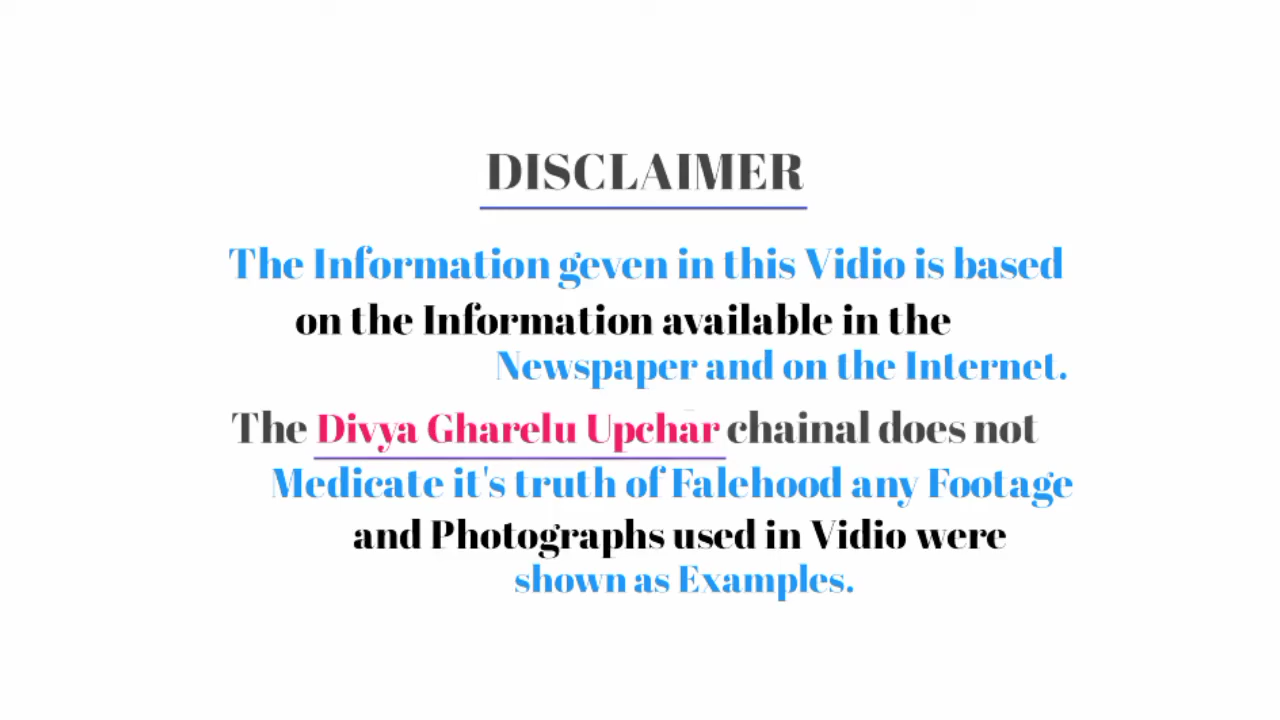 DISCLAIMER
The Information geven in this Vidio is based
on the Information available in the
Newspaper and on the Internet.
The Divya Gharelu Upchar chainal does not
Medicate it's truth of Falehood any Footage
and Photographs used in Vidio were
shown as Examples.